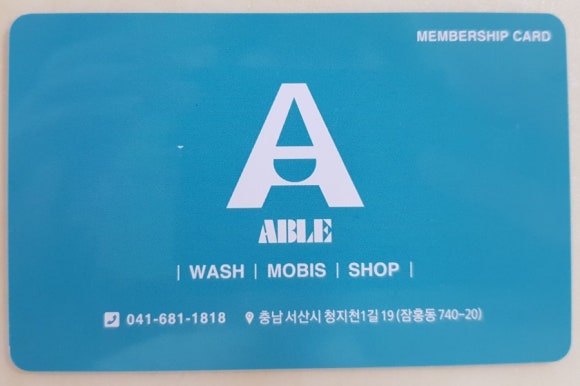 MEMBERSHIP CARD
A
ABLE
| WASH | MOBIS | SHOP |
041-681-1818 충남 서산시 청지천1길 19 (잠홍동 740-20)